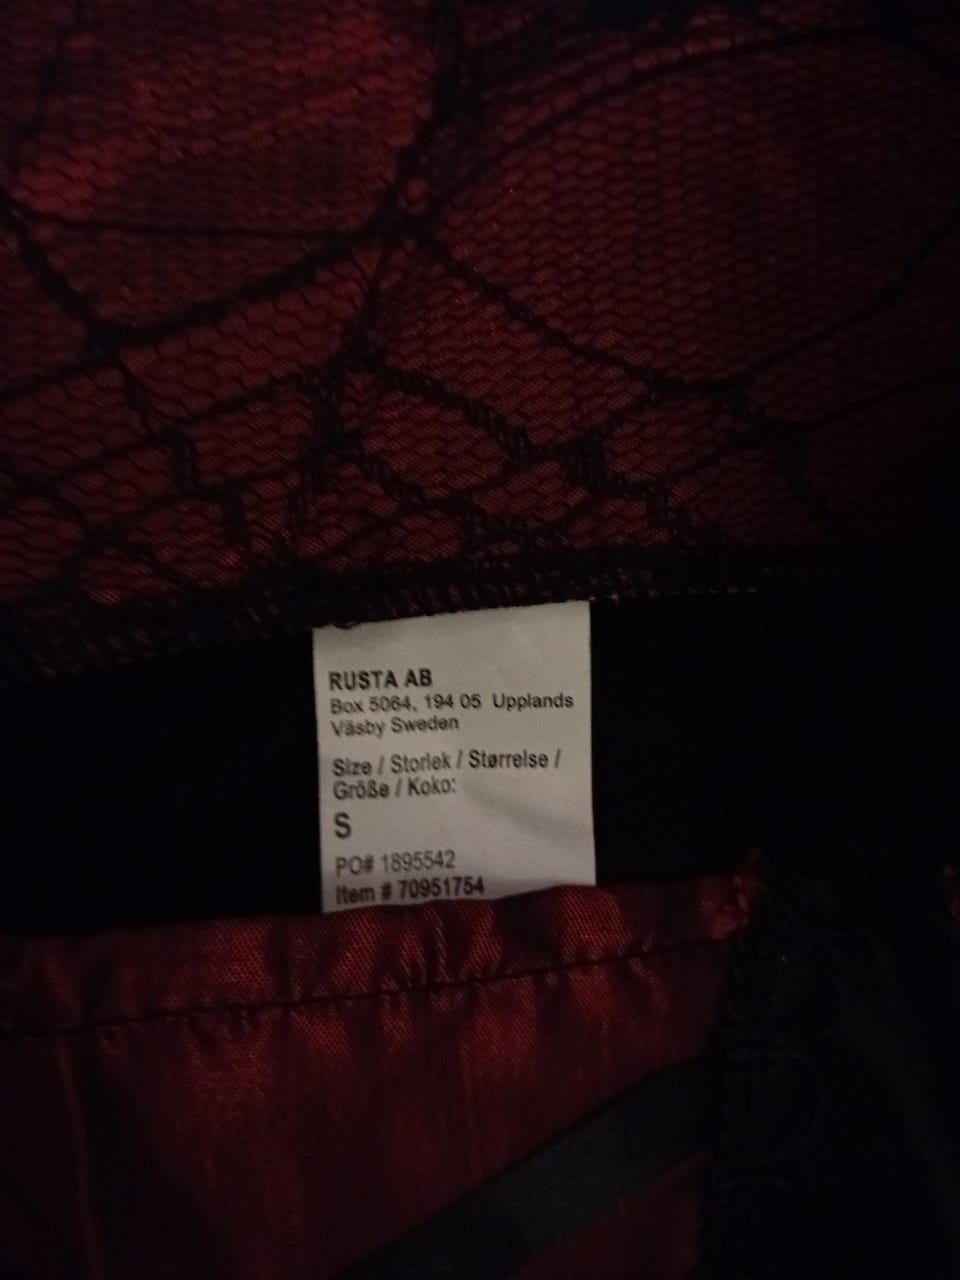 RUSTA AB
Box 5064, 194 05 Upplands
Väsby Sweden
Size / Storlek / Størrelse /
Größe / Koko:
S
PO# 1895542
Item # 70951754